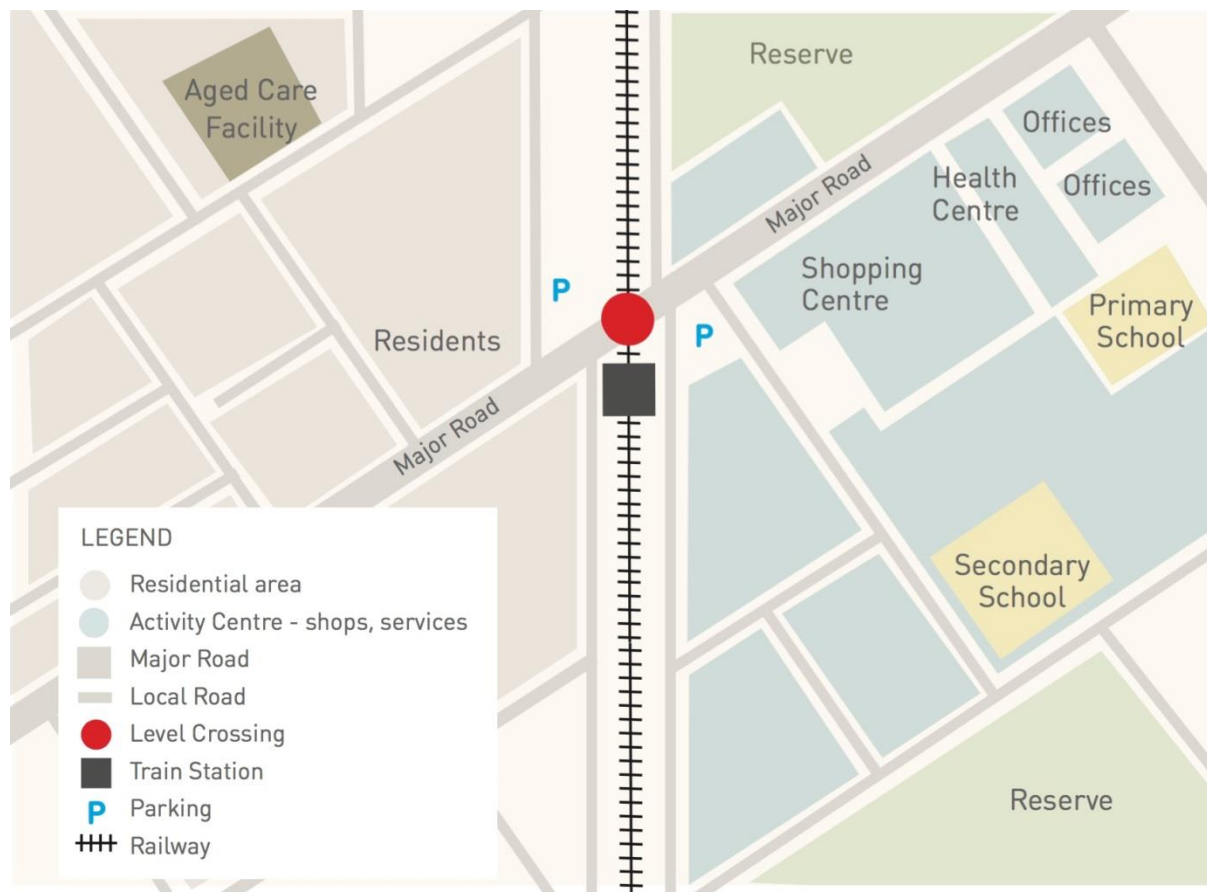 Reserve
Aged Care
Facility
Offices
Major Road
Health
Centre
Offices
Shopping
Centre
P
P
Primary
School
Residents
Major Road
Secondary
School
Reserve
LEGEND
Residential area
Activity Centre - shops, services
Major Road
Local Road
Level Crossing
Train Station
P Parking
Railway